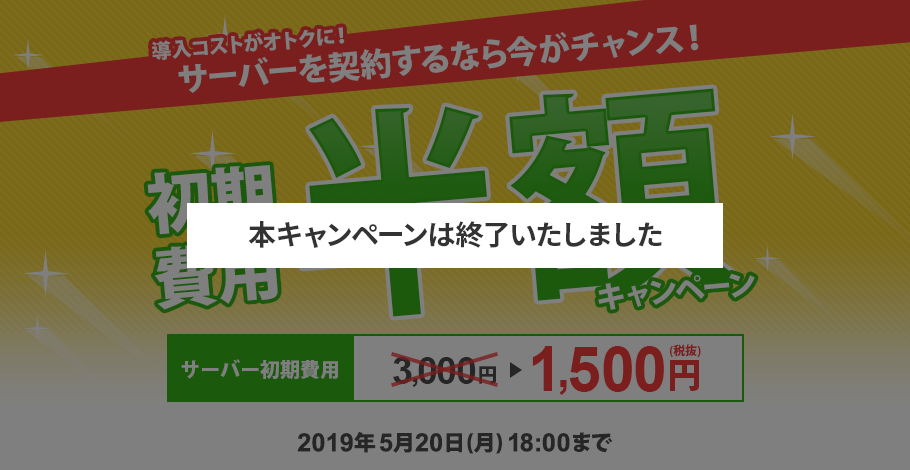 導入コストがオトクに!
サーバーを契約するなら今がチャンス!
初期費用
半額
本キャンペーンは終了いたしました
キャンペーン
サーバー初期費用
3,000円 ▶ 1,500円(税抜)
2019年5月20日(月) 18:00まで